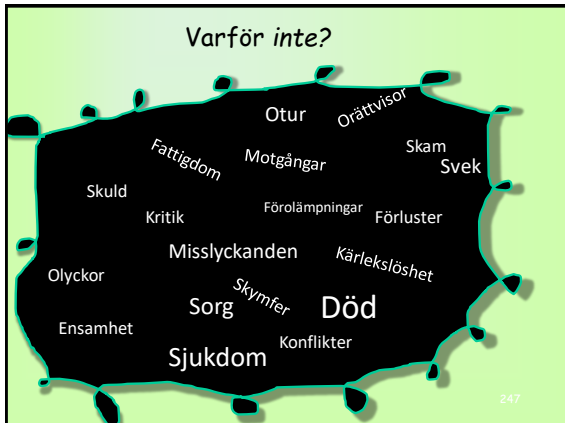 Varför inte?
Otur
Orättvisor
Fattigdom
Motgångar
Skam
Svek
Skuld
Kritik
Förolämpningar
Förluster
Misslyckanden
Kärlekslöshet
Olyckor
Sorg
Skymfer
Död
Ensamhet
Konflikter
Sjukdom
247